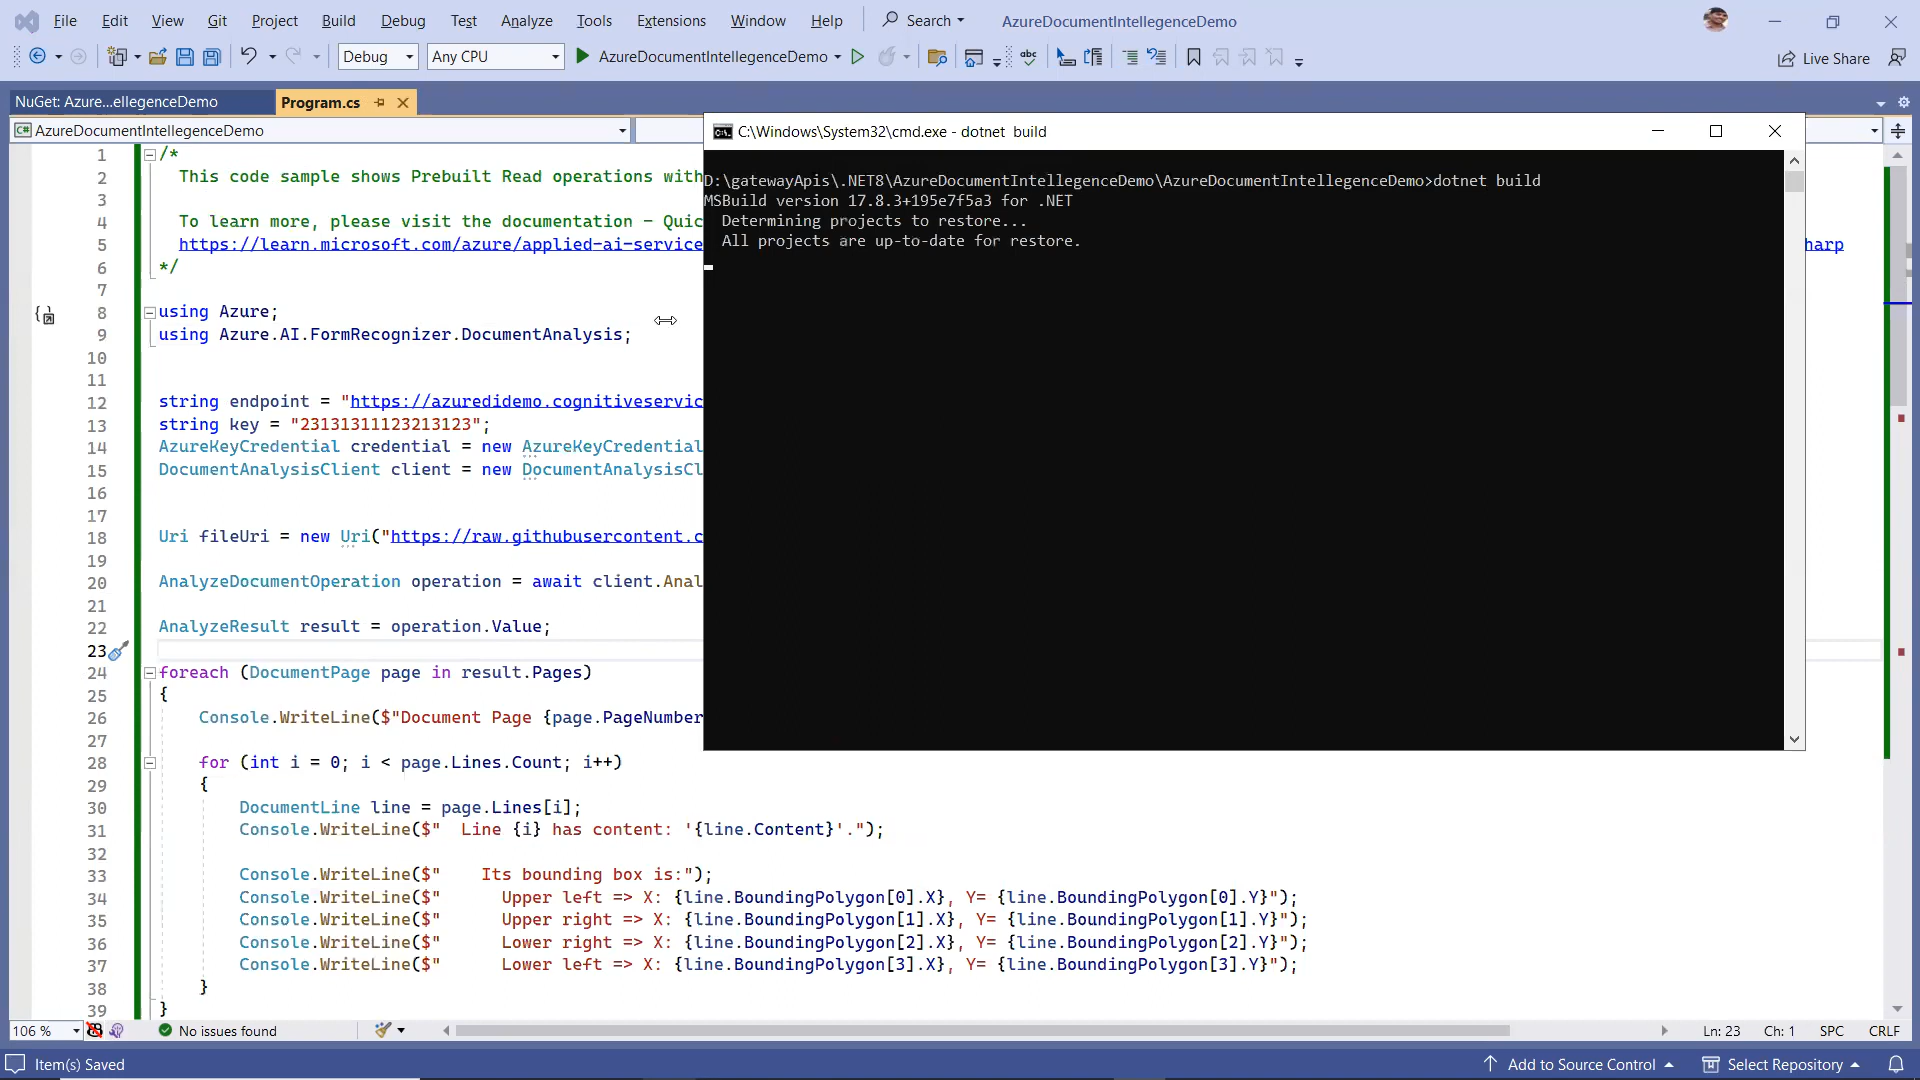 File Edit View Git Project Build Debug Test Analyze Tools Extensions Window Help Search AzureDocumentIntellegenceDemo
Debug Any CPU AzureDocumentIntellegenceDemo Live Share
NuGet: Azure...ellegenceDemo Program.cs
AzureDocumentIntellegenceDemo
C:\Windows\System32\cmd.exe - dotnet  build
D:\gatewayApis\.NET8\AzureDocumentIntellegenceDemo\AzureDocumentIntellegenceDemo>dotnet build
MSBuild version 17.8.3+195e7f5a3 for .NET
Determining projects to restore...
All projects are up-to-date for restore.
1 /*
2 This code sample shows Prebuilt Read operations with
3
4 To learn more, please visit the documentation - Quic
5 https://learn.microsoft.com/azure/applied-ai-service harp
6 */
7
8 using Azure;
9 using Azure.AI.FormRecognizer.DocumentAnalysis;
10
11
12 string endpoint = "https://azuredidemo.cognitiveservic
13 string key = "23131311123213123";
14 AzureKeyCredential credential = new AzureKeyCredential
15 DocumentAnalysisClient client = new DocumentAnalysisCl
16
17
18 Uri fileUri = new Uri("https://raw.githubusercontent.c
19
20 AnalyzeDocumentOperation operation = await client.Anal
21
22 AnalyzeResult result = operation.Value;
23
24 foreach (DocumentPage page in result.Pages)
25 {
26 Console.WriteLine($"Document Page {page.PageNumber
27
28 for (int i = 0; i < page.Lines.Count; i++)
29 {
30 DocumentLine line = page.Lines[i];
31 Console.WriteLine($"  Line {i} has content: '{line.Content}'.");
32
33 Console.WriteLine($"    Its bounding box is:");
34 Console.WriteLine($"      Upper left => X: {line.BoundingPolygon[0].X}, Y= {line.BoundingPolygon[0].Y}");
35 Console.WriteLine($"      Upper right => X: {line.BoundingPolygon[1].X}, Y= {line.BoundingPolygon[1].Y}");
36 Console.WriteLine($"      Lower right => X: {line.BoundingPolygon[2].X}, Y= {line.BoundingPolygon[2].Y}");
37 Console.WriteLine($"      Lower left => X: {line.BoundingPolygon[3].X}, Y= {line.BoundingPolygon[3].Y}");
38 }
39 }
106 % No issues found Ln: 23 Ch: 1 SPC CRLF
Item(s) Saved Add to Source Control Select Repository